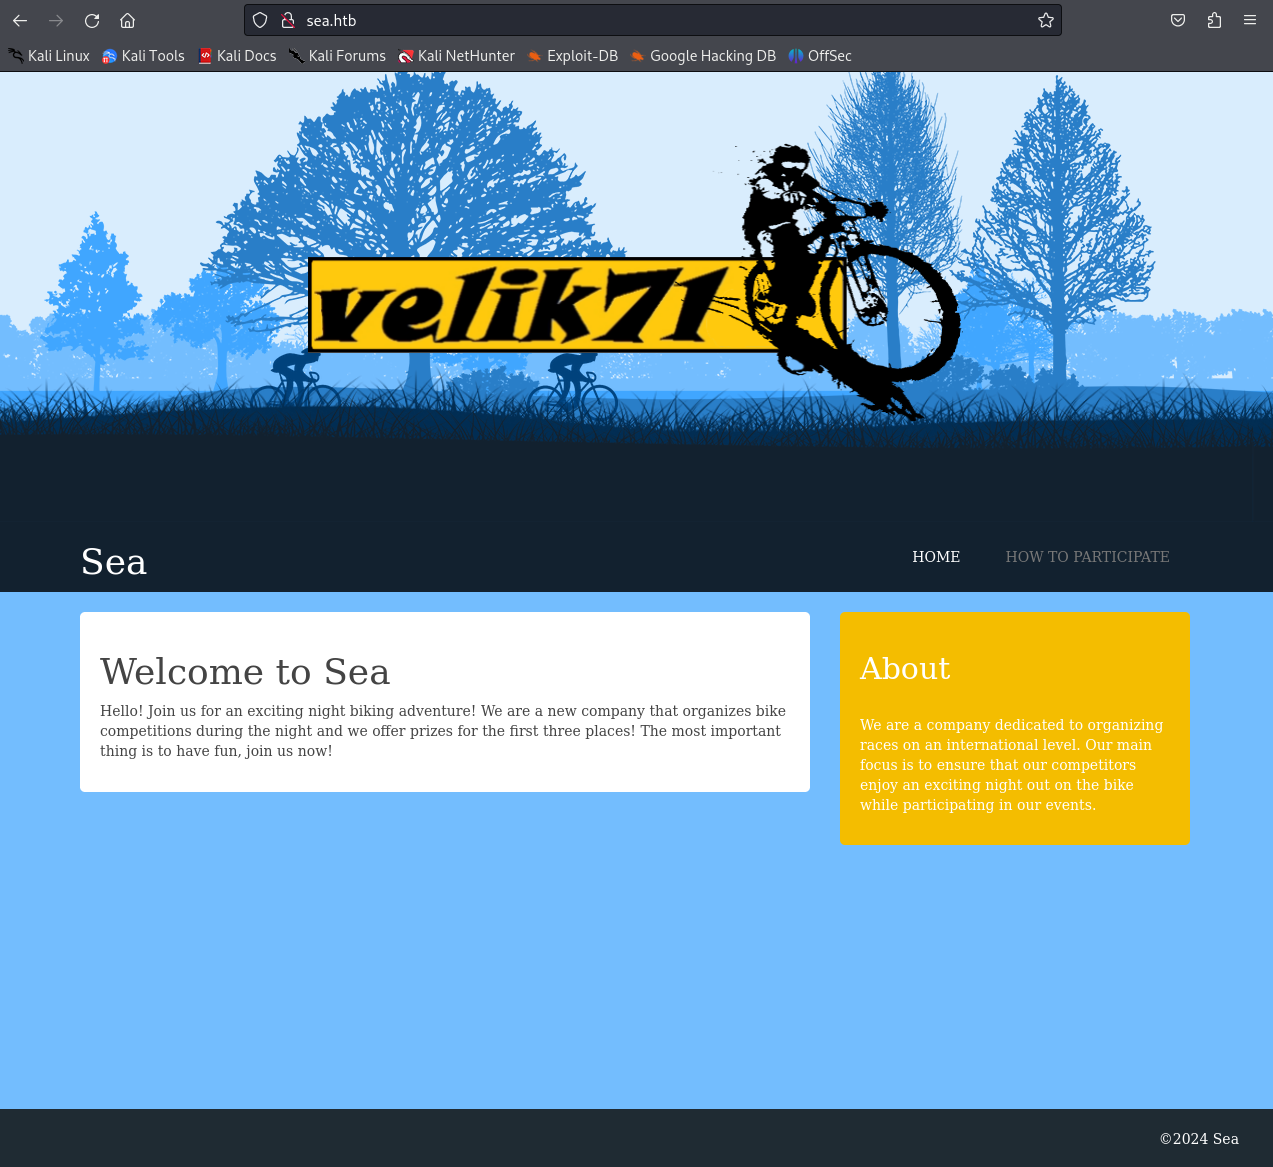 sea.htb
Kali Linux Kali Tools Kali Docs Kali Forums Kali NetHunter Exploit-DB Google Hacking DB OffSec
velik71
Sea
HOME HOW TO PARTICIPATE
Welcome to Sea
Hello! Join us for an exciting night biking adventure! We are a new company that organizes bike
competitions during the night and we offer prizes for the first three places! The most important
thing is to have fun, join us now!
About
We are a company dedicated to organizing
races on an international level. Our main
focus is to ensure that our competitors
enjoy an exciting night out on the bike
while participating in our events.
©2024 Sea